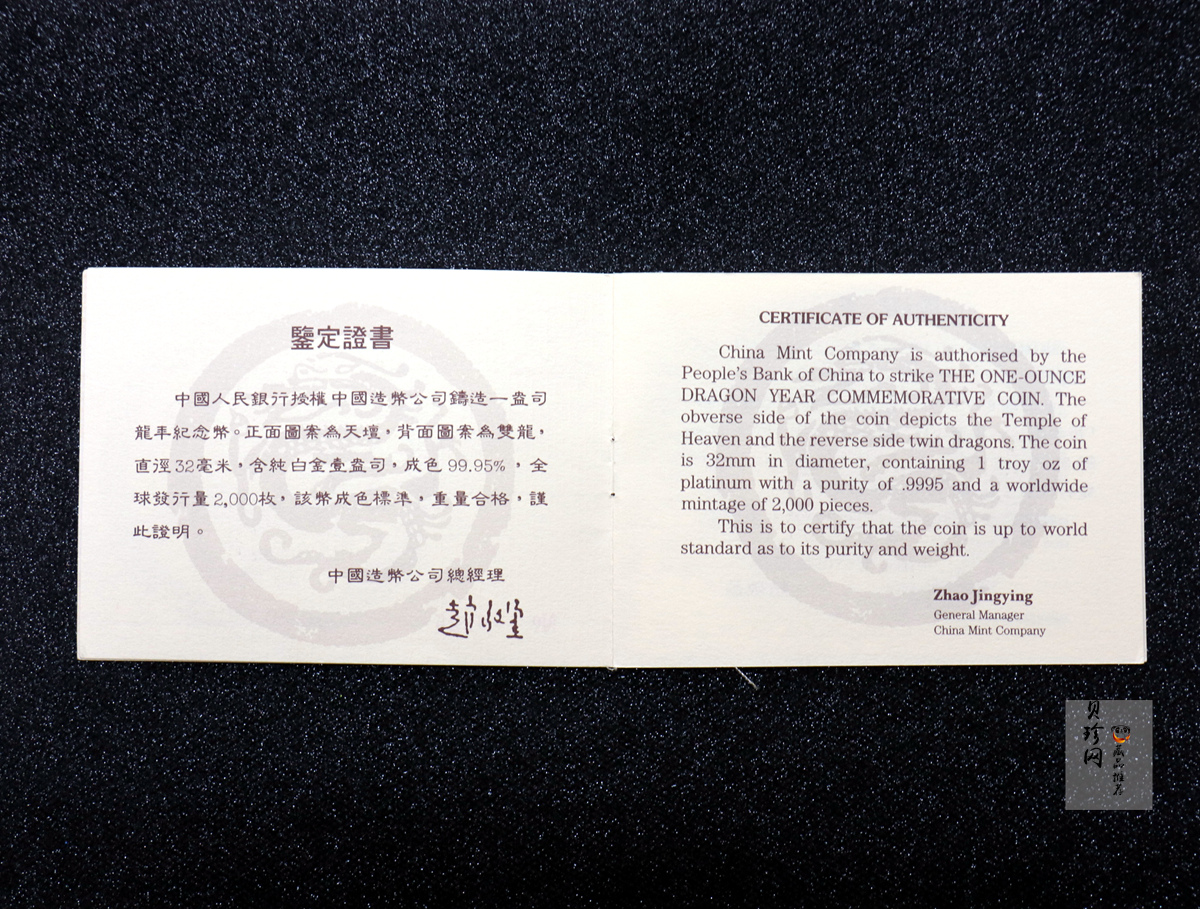 鑒定證書
中國人民銀行授權中國造幣公司鑄造一盎司
龍年紀念幣。正面圖案為天壇，背面圖案為雙龍，
直徑32毫米，含純白金壹盎司，成色99.95%，全
球發行量2,000枚，該幣成色標準，重量合格，謹
此證明。
中國造幣公司總經理
CERTIFICATE OF AUTHENTICITY
China Mint Company is authorised by the
People's Bank of China to strike THE ONE-OUNCE
DRAGON YEAR COMMEMORATIVE COIN. The
obverse side of the coin depicts the Temple of
Heaven and the reverse side twin dragons. The coin
is 32mm in diameter, containing 1 troy oz of
platinum with a purity of .9995 and a worldwide
mintage of 2,000 pieces.
This is to certify that the coin is up to world
standard as to its purity and weight.
Zhao Jingying
General Manager
China Mint Company
贝珍网
藏品推荐